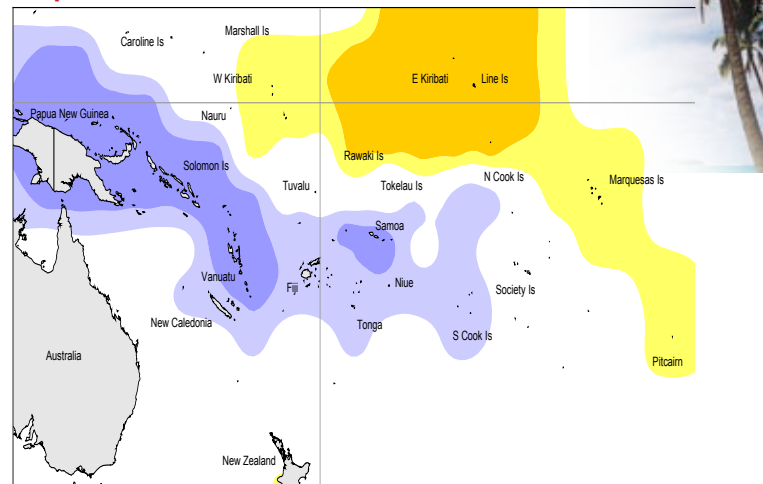 Marshall Is
Caroline Is
W Kiribati
E Kiribati
Line Is
Papua New Guinea
Nauru
Rawaki Is
Solomon Is
N Cook Is
Tuvalu
Tokelau Is
Marquesas Is
Samoa
Vanuatu
Fiji
Niue
Society Is
New Caledonia
Tonga
S Cook Is
Australia
Pitcairn
New Zealand